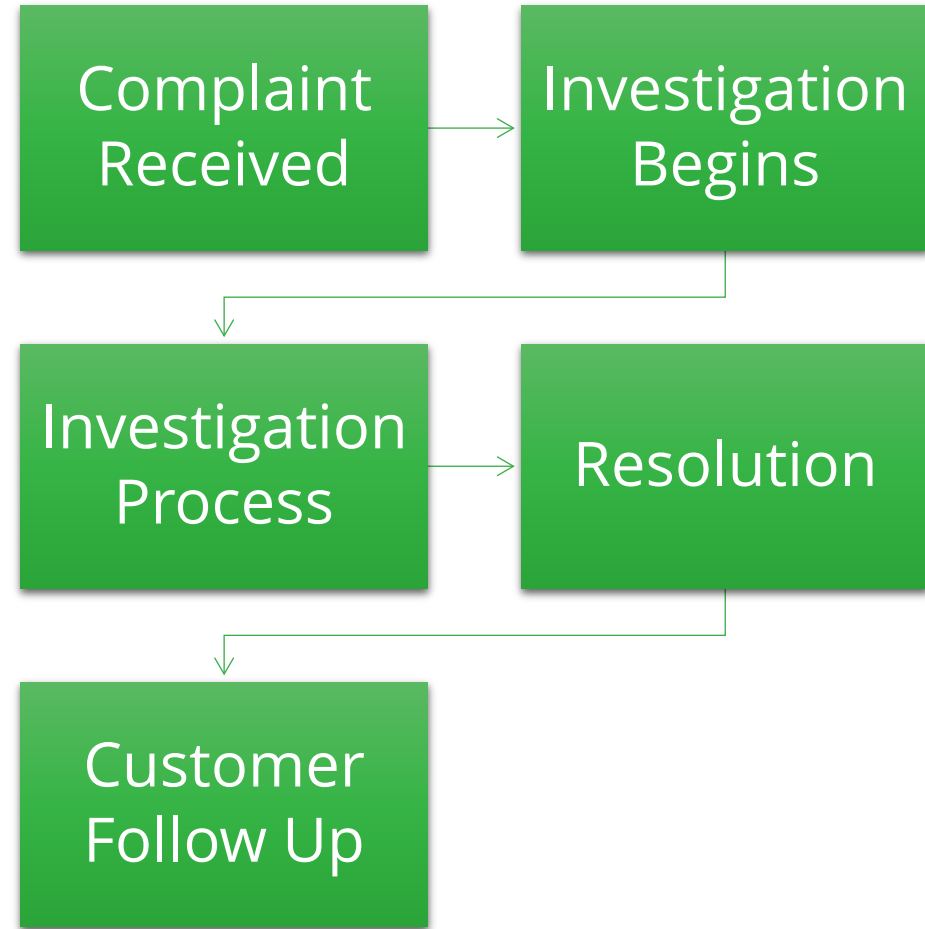 Complaint
Received
Investigation
Begins
Investigation
Process
Resolution
Customer
Follow Up